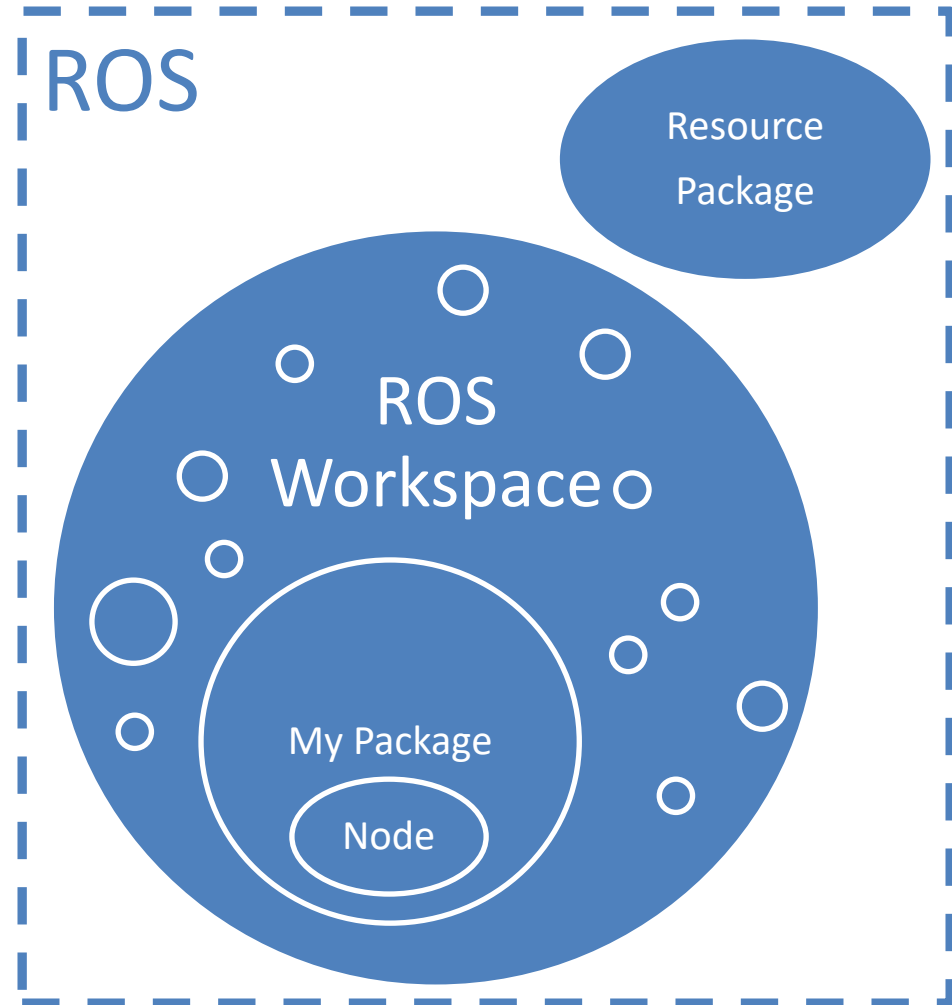 ROS
Resource
Package
ROS
Workspace
My Package
Node